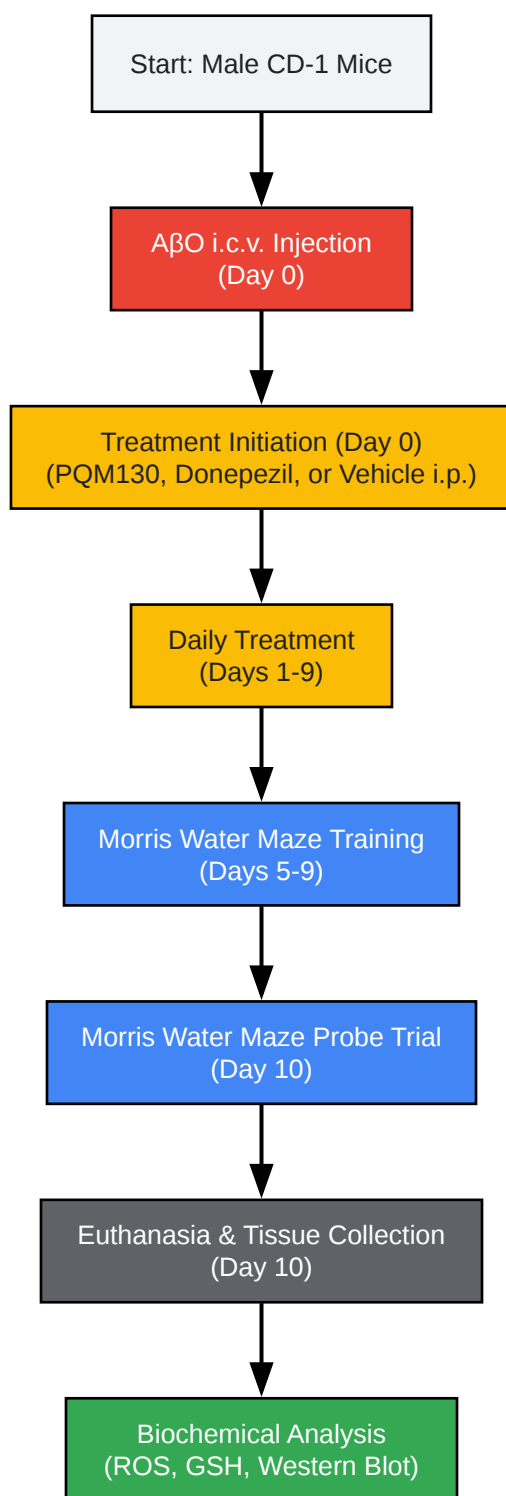 Start: Male CD-1 Mice
AβO i.c.v. Injection
(Day 0)
Treatment Initiation (Day 0)
(PQM130, Donepezil, or Vehicle i.p.)
Daily Treatment
(Days 1-9)
Morris Water Maze Training
(Days 5-9)
Morris Water Maze Probe Trial
(Day 10)
Euthanasia & Tissue Collection
(Day 10)
Biochemical Analysis
(ROS, GSH, Western Blot)